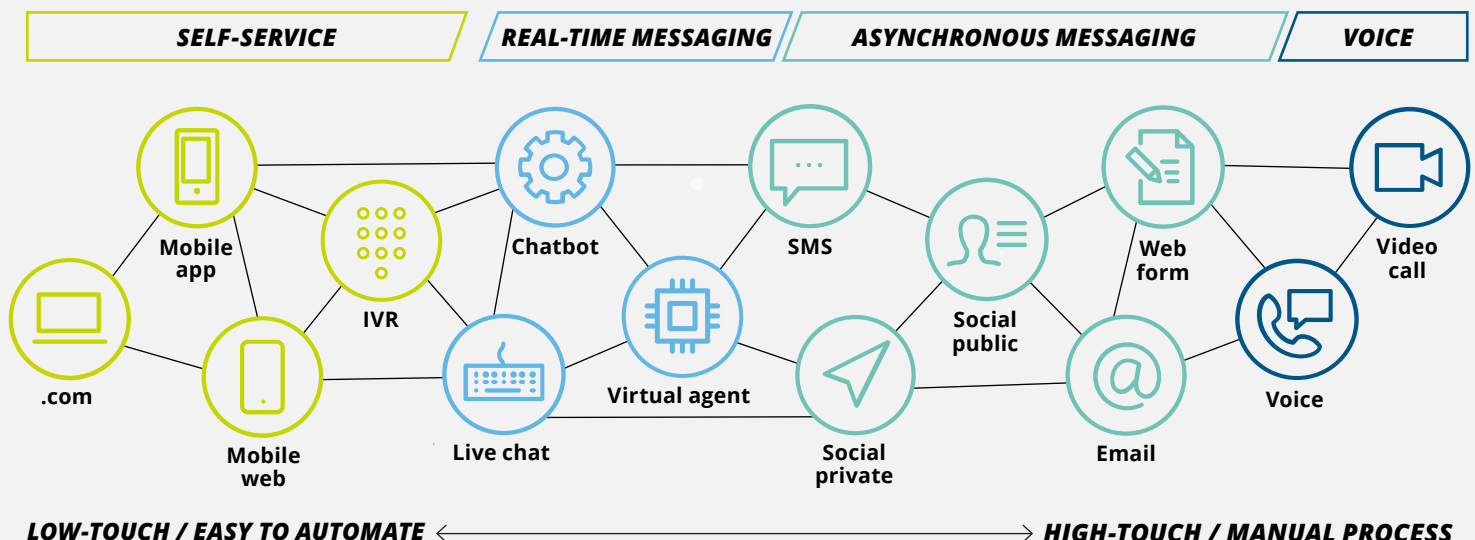 SELF-SERVICE
REAL-TIME MESSAGING
ASYNCHRONOUS MESSAGING
VOICE
Mobile
app
Chatbot
SMS
Web
form
Video
call
.com
IVR
Social
public
Virtual agent
Voice
Mobile
web
Live chat
Social
private
Email
@
LOW-TOUCH / EASY TO AUTOMATE
HIGH-TOUCH / MANUAL PROCESS